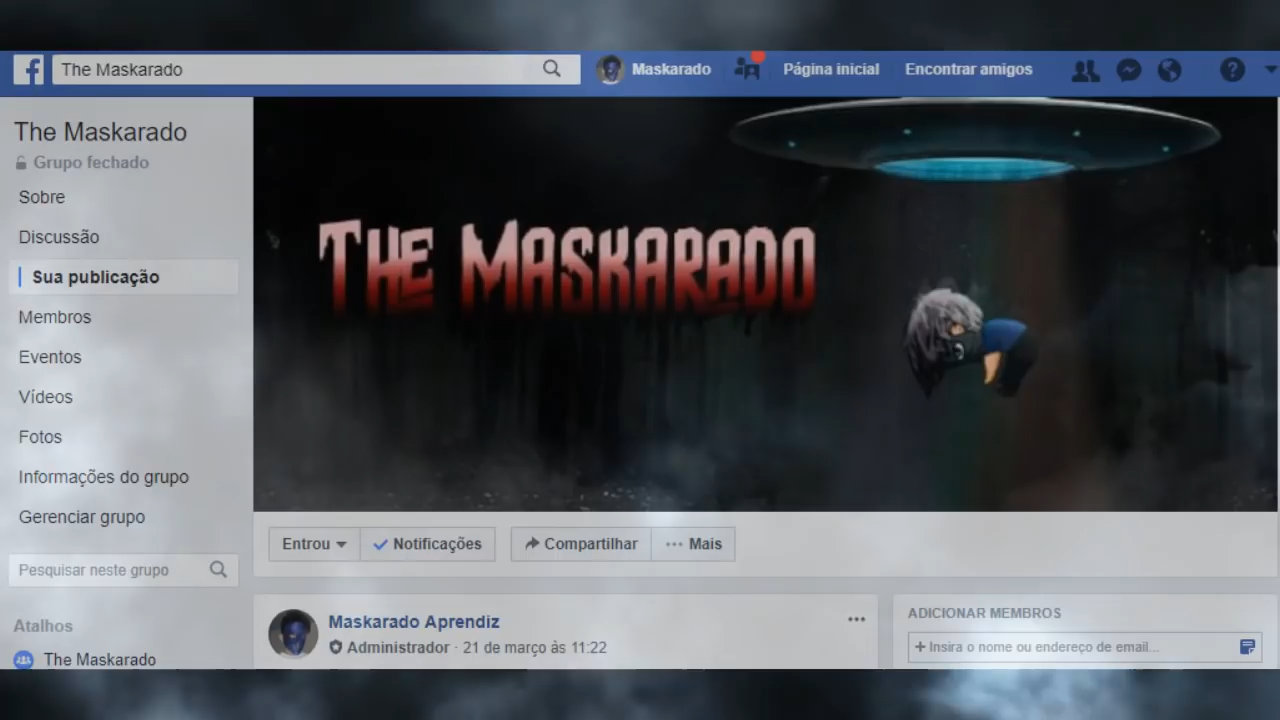 The Maskarado
Maskarado
Página inicial
Encontrar amigos
The Maskarado
Grupo fechado
Sobre
Discussão
Sua publicação
Membros
Eventos
Vídeos
Fotos
Informações do grupo
Gerenciar grupo
Pesquisar neste grupo
Atalhos
The Maskarado
THE MASKARADO
Entrou
Notificações
Compartilhar
Mais
Maskarado Aprendiz
Administrador · 21 de março às 11:22
ADICIONAR MEMBROS
+ Insira o nome ou endereço de email...